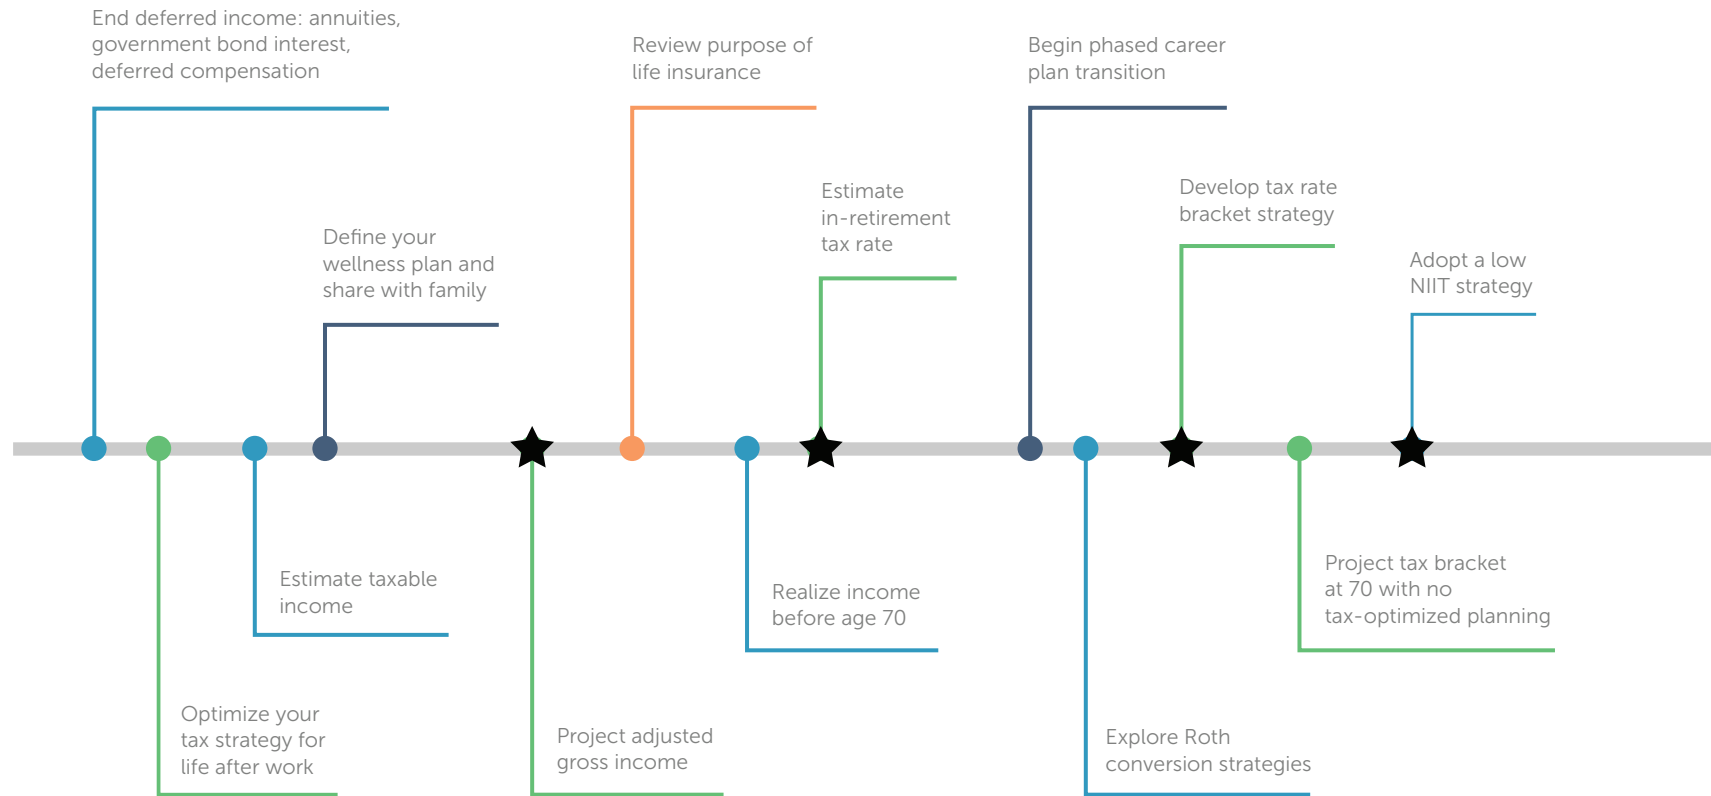 End deferred income: annuities,
government bond interest,
deferred compensation
Review purpose of
life insurance
Begin phased career
plan transition
Estimate
in-retirement
tax rate
Develop tax rate
bracket strategy
Define your
wellness plan and
share with family
Adopt a low
NIIT strategy
Estimate taxable
income
Realize income
before age 70
Project tax bracket
at 70 with no
tax-optimized planning
Optimize your
tax strategy for
life after work
Project adjusted
gross income
Explore Roth
conversion strategies